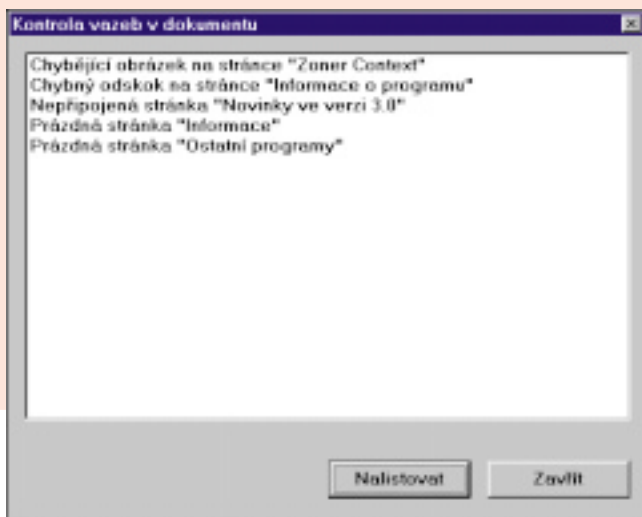 Kontrola vazeb v dokumentu
Chybějící obrázek na stránce "Zoner Context"
Chybný odskok na stránce "Informace o programu"
Nepřipojená stránka "Novinky ve verzi 3.0"
Prázdná stránka "Informace"
Prázdná stránka "Ostatní programy"
Nalistovat
Zavřít